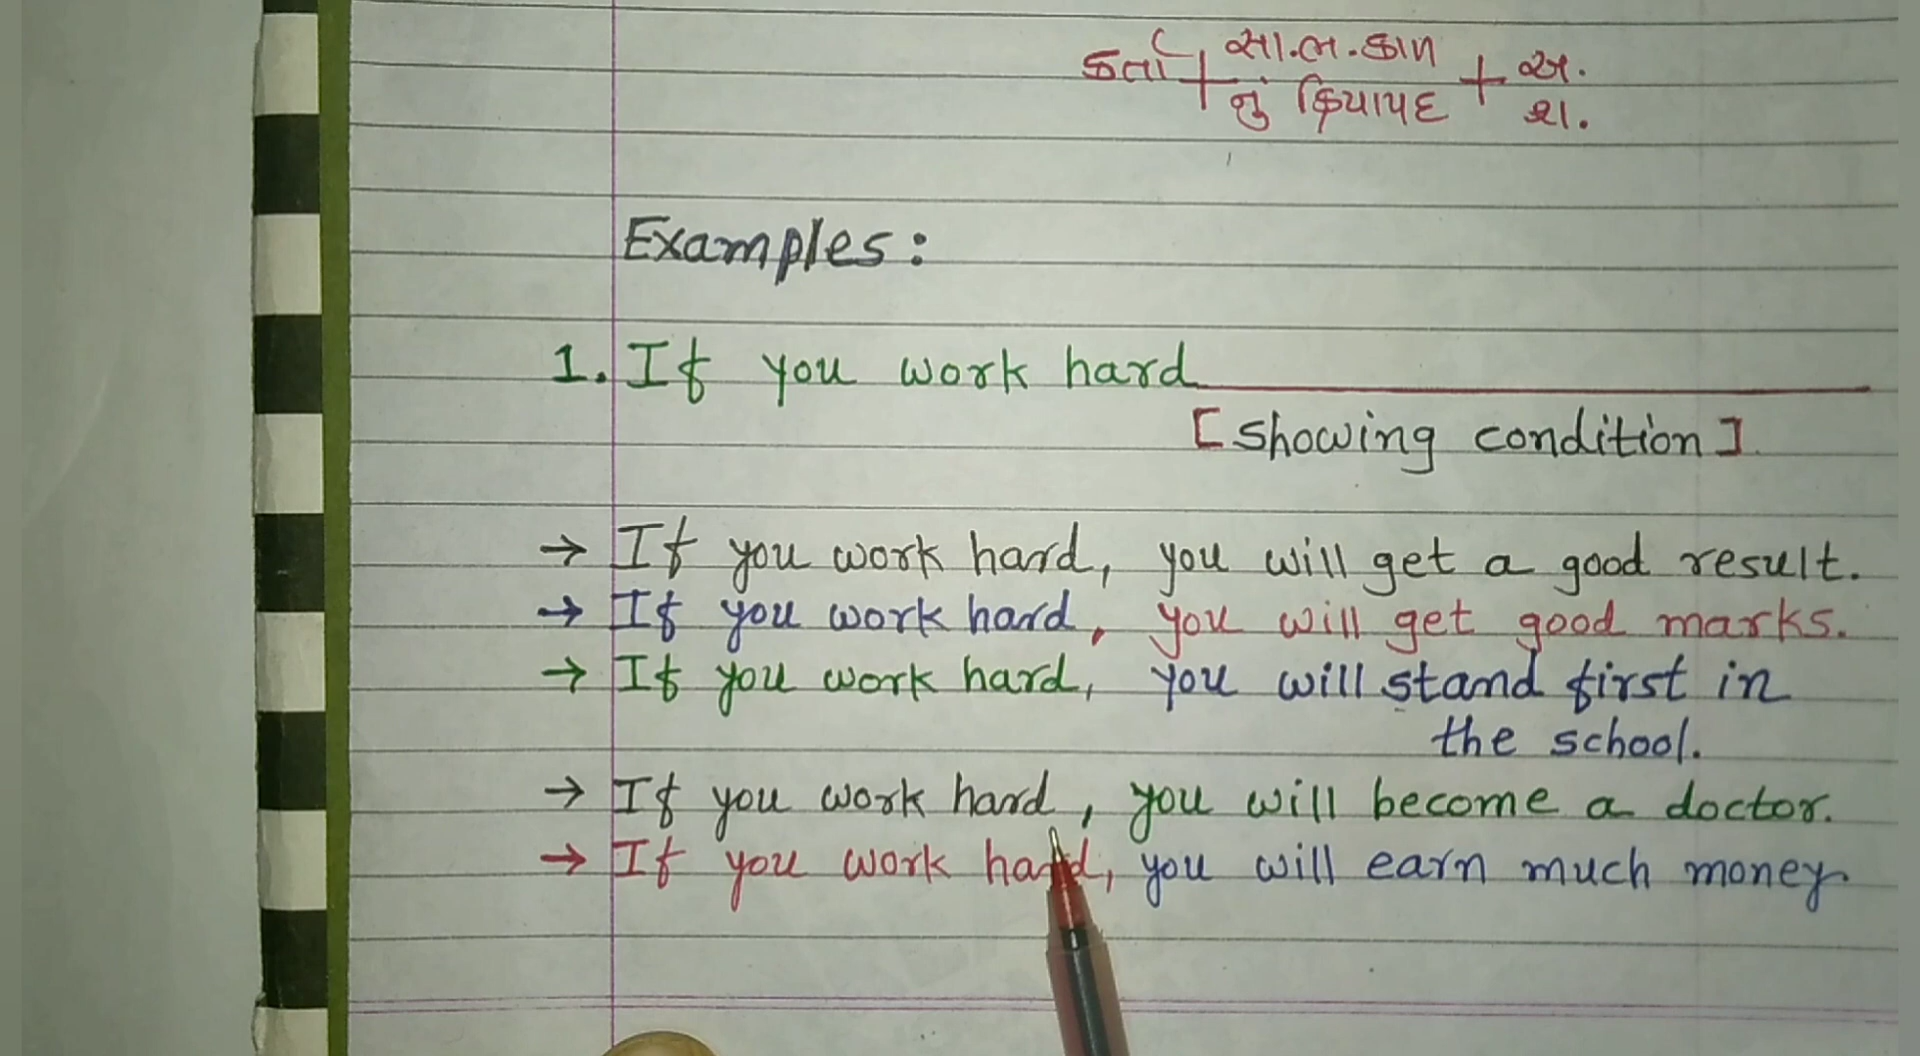 કર્તા + સા.ભ.કાળ + અ.
નું ક્રિયાપદ શ.
Examples:
1. If you work hard
[Showing condition]
→ If you work hard, you will get a good result.
→ If you work hard, you will get good marks.
→ If you work hard, you will stand first in
the school.
→ If you work hard, you will become a doctor.
→ If you work hard, you will earn much money.